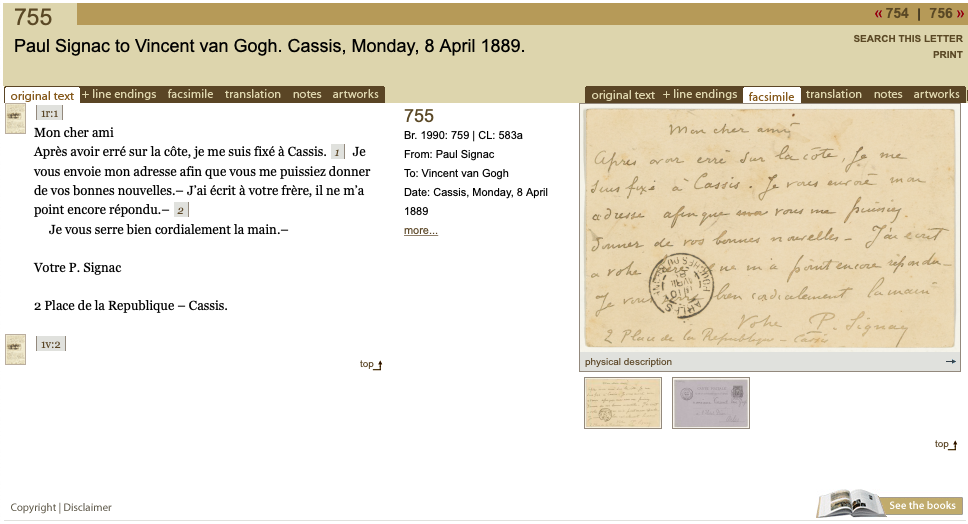 755
« 754 | 756 »
Paul Signac to Vincent van Gogh. Cassis, Monday, 8 April 1889.
SEARCH THIS LETTER
PRINT
original text + line endings facsimile translation notes artworks
1r:1
Mon cher ami
Après avoir erré sur la côte, je me suis fixé à Cassis. 1 Je
vous envoie mon adresse afin que vous me puissiez donner
de vos bonnes nouvelles.– J'ai écrit à votre frère, il ne m'a
point encore répondu.– 2
Je vous serre bien cordialement la main.–
Votre P. Signac
2 Place de la Republique – Cassis.
1v:2
top
755
Br. 1990: 759 | CL: 583a
From: Paul Signac
To: Vincent van Gogh
Date: Cassis, Monday, 8 April
1889
more...
original text + line endings facsimile translation notes artworks
Mon cher ami
Après avoir erré sur la côte, Je me
suis fixé à Cassis. Je vous envoie mon
adresse afin que vous me puissiez
donner de vos bonnes nouvelles – J'ai écrit
a votre frère ne m'a point encore répondu –
Je vous bien cordialement la main
Votre P. Signac
2 Place de la Republique – Cassis
physical description
top
Copyright | Disclaimer
See the books